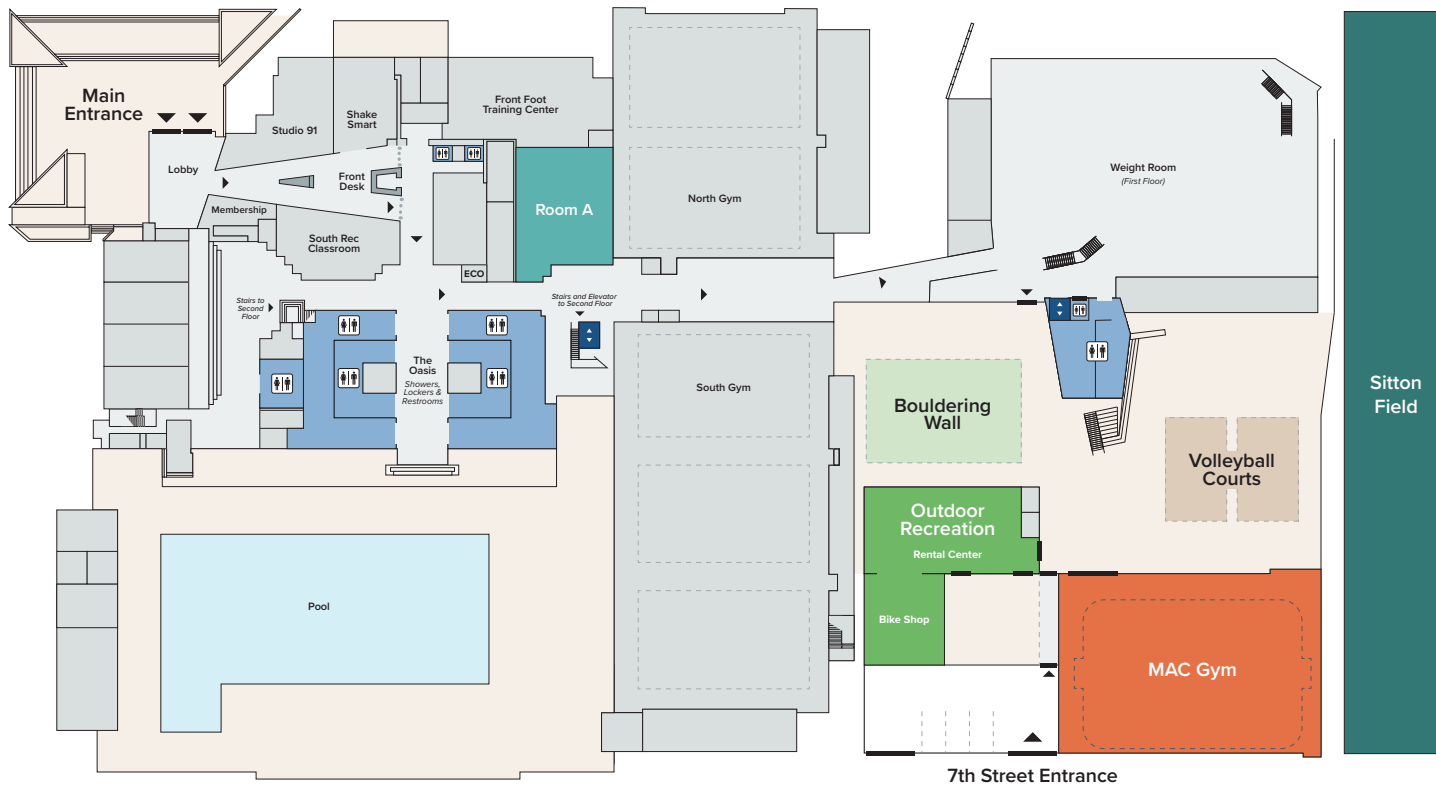 Main
Entrance
Lobby
Studio 91
Shake
Smart
Front Foot
Training Center
Front
Desk
Membership
South Rec
Classroom
ECO
Room A
North Gym
Weight Room
(First Floor)
Stairs to
Second
Floor
Stairs and Elevator
to Second Floor
The
Oasis
Showers,
Lockers &
Restrooms
South Gym
Bouldering
Wall
Volleyball
Courts
Sitton
Field
Outdoor
Recreation
Rental Center
Bike Shop
Pool
MAC Gym
7th Street Entrance